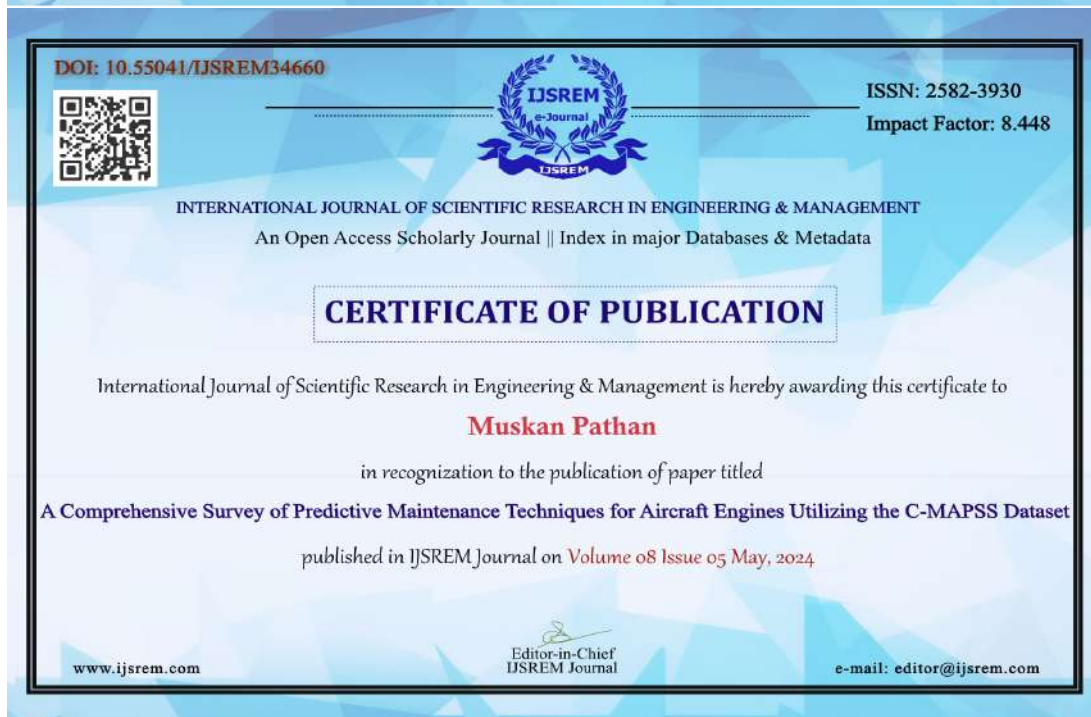 DOI: 10.55041/IJSREM34660
IJSREM
e-Journal
IJSREM
ISSN: 2582-3930
Impact Factor: 8.448
INTERNATIONAL JOURNAL OF SCIENTIFIC RESEARCH IN ENGINEERING & MANAGEMENT
An Open Access Scholarly Journal || Index in major Databases & Metadata
CERTIFICATE OF PUBLICATION
International Journal of Scientific Research in Engineering & Management is hereby awarding this certificate to
Muskan Pathan
in recognization to the publication of paper titled
A Comprehensive Survey of Predictive Maintenance Techniques for Aircraft Engines Utilizing the C-MAPSS Dataset
published in IJSREM Journal on Volume 08 Issue 05 May, 2024
Editor-in-Chief
IJSREM Journal
www.ijsrem.com
e-mail: editor@ijsrem.com